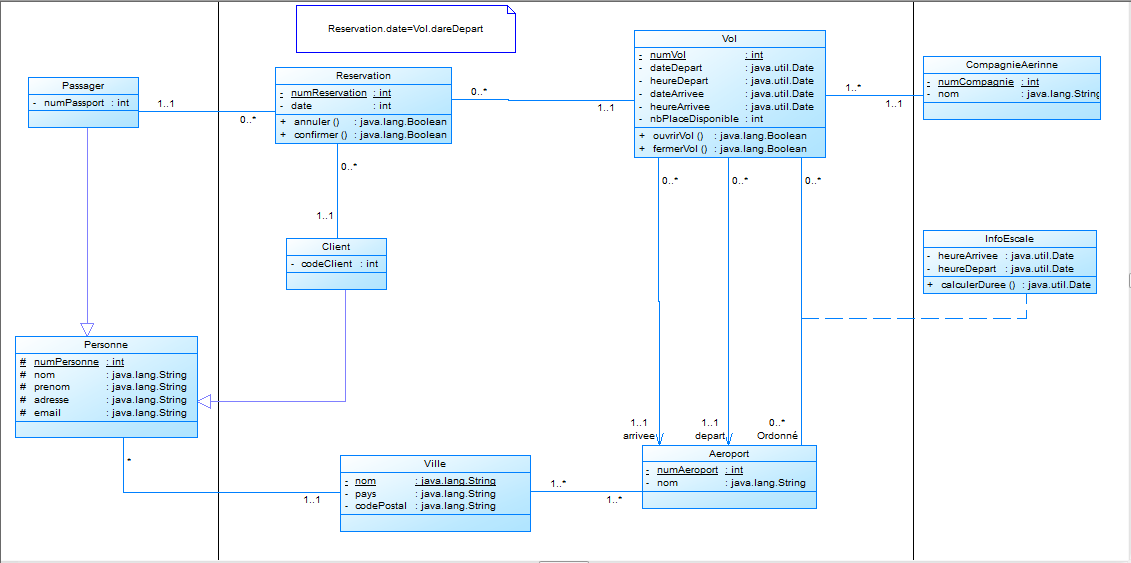 Reservation.date=Vol.dareDepart
Passager
- numPassport : int
1..1
0..*
Reservation
- numReservation : int
- date : int
+ annuler () : java.lang.Boolean
+ confirmer () : java.lang.Boolean
0..*
1..1
Vol
- numVol : int
- dateDepart : java.util.Date
- heureDepart : java.util.Date
- dateArrivee : java.util.Date
- heureArrivee : java.util.Date
- nbPlaceDisponible : int
+ ouvrirVol () : java.lang.Boolean
+ fermerVol () : java.lang.Boolean
1..*
1..1
CompagnieAerinne
- numCompagnie : int
- nom : java.lang.String
0..*
1..1
Client
- codeClient : int
0..*
0..*
0..*
InfoEscale
- heureArrivee : java.util.Date
- heureDepart : java.util.Date
+ calculerDuree () : java.util.Date
Personne
# numPersonne : int
# nom : java.lang.String
# prenom : java.lang.String
# adresse : java.lang.String
# email : java.lang.String
*
1..1
1..1
arrivee
1..1
depart
0..*
Ordonné
Ville
- nom : java.lang.String
- pays : java.lang.String
- codePostal : java.lang.String
1..*
1..*
Aeroport
- numAeroport : int
- nom : java.lang.String